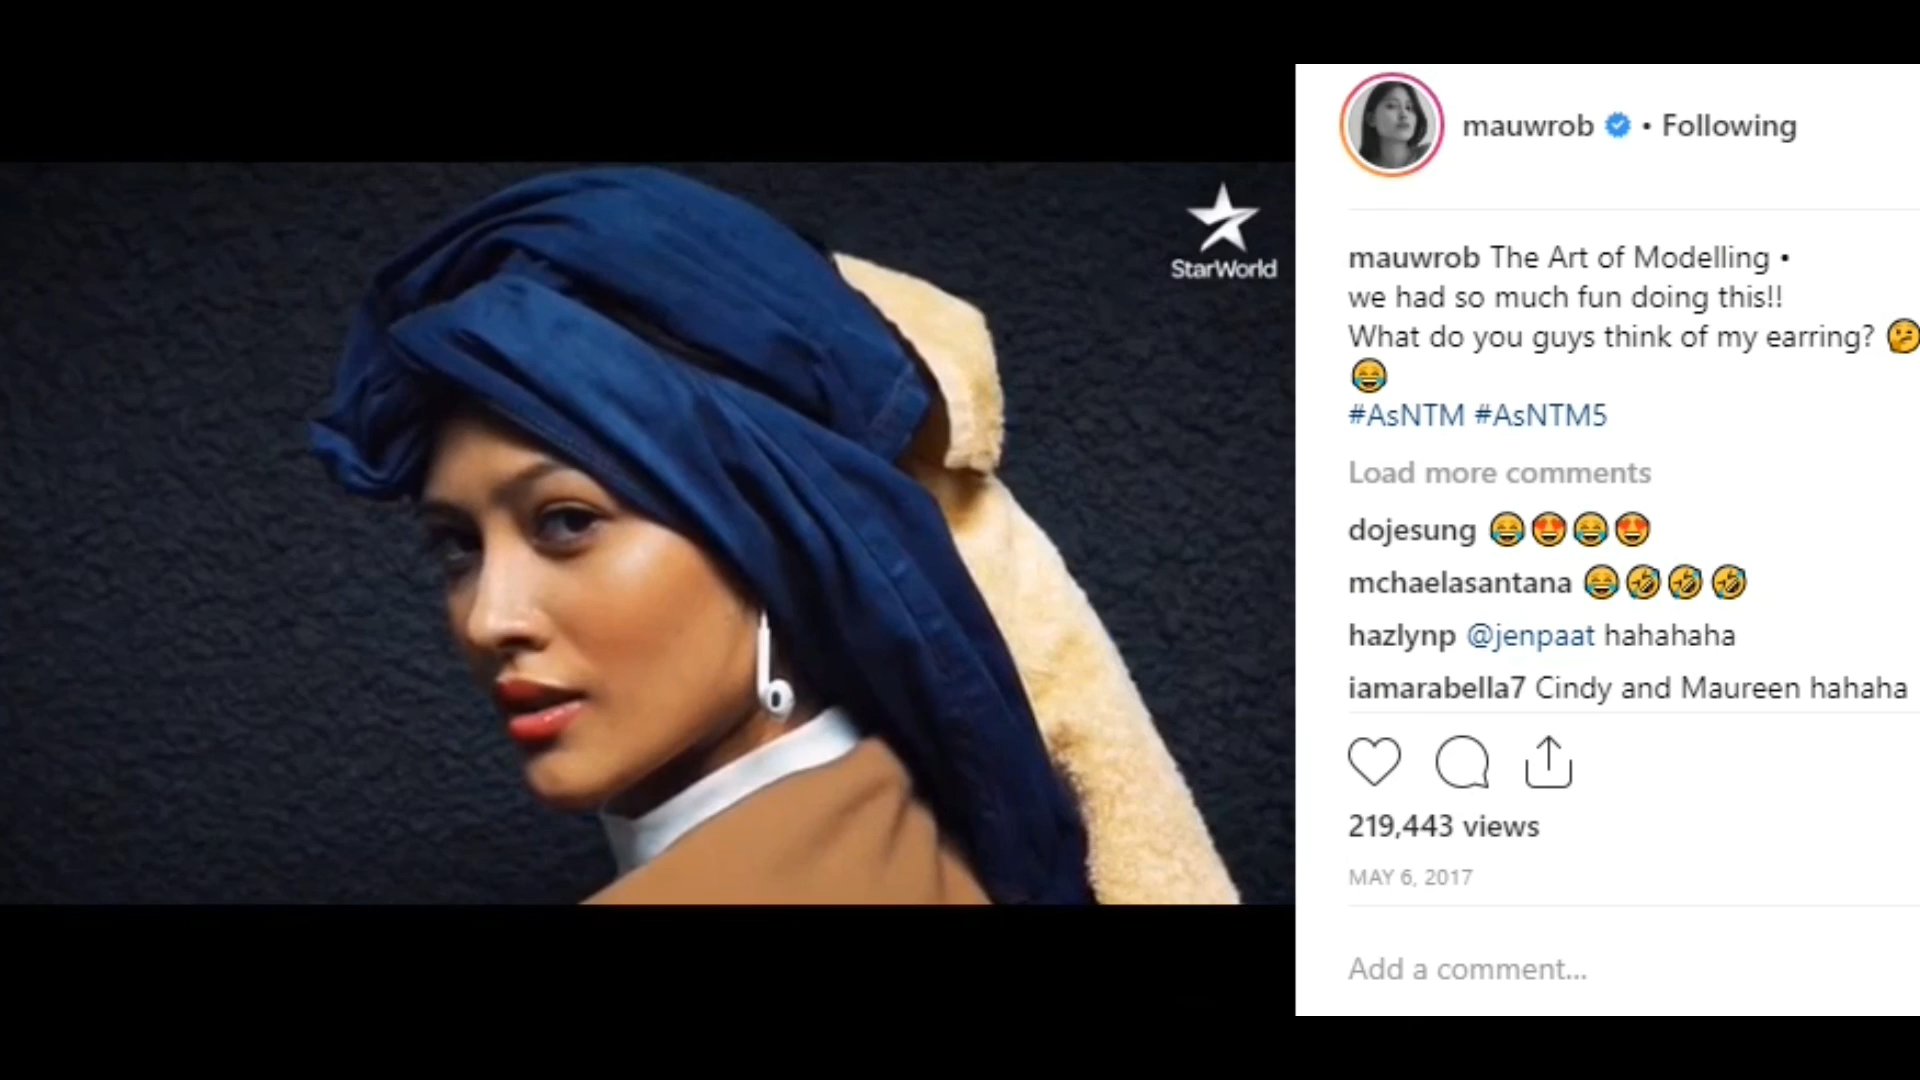 StarWorld
mauwrob • Following
mauwrob The Art of Modelling •
we had so much fun doing this!!
What do you guys think of my earring? 🤔
😂
#AsNTM #AsNTM5
Load more comments
dojesung 😂😍😂😍
mchaelasantana 😂🤣🤣🤣
hazlynp @jenpaat hahahaha
iamarabella7 Cindy and Maureen hahaha
219,443 views
MAY 6, 2017
Add a comment...